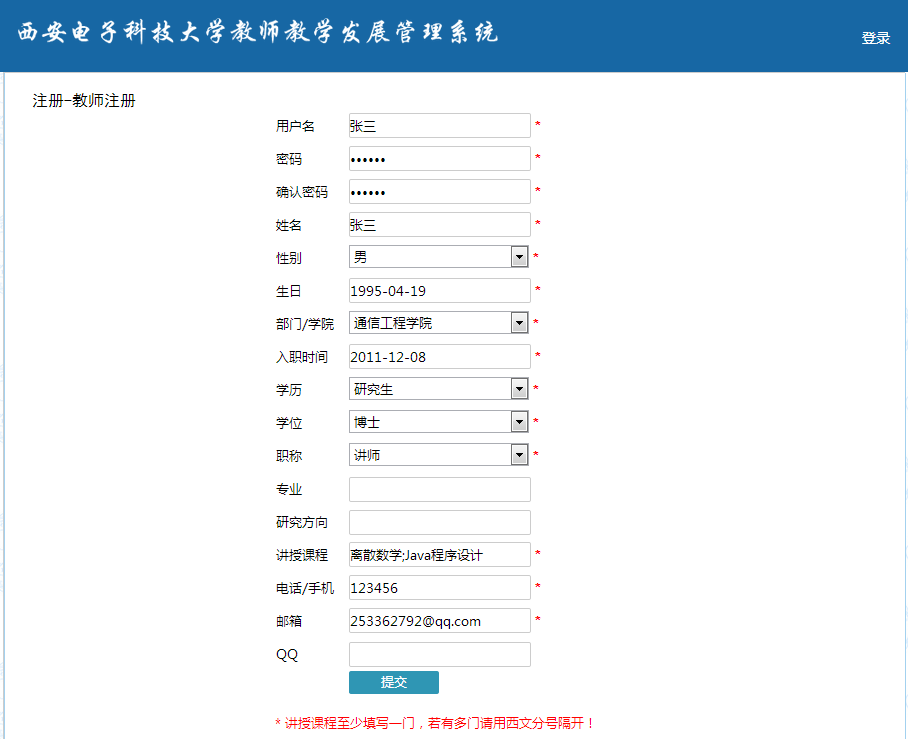 西安电子科技大学教师教学发展管理系统
登录
注册-教师注册
用户名 张三 *
密码 •••••• *
确认密码 •••••• *
姓名 张三 *
性别 男 *
生日 1995-04-19 *
部门/学院 通信工程学院 *
入职时间 2011-12-08 *
学历 研究生 *
学位 博士 *
职称 讲师 *
专业
研究方向
讲授课程 离散数学;Java程序设计 *
电话/手机 123456 *
邮箱 253362792@qq.com *
QQ
提交
* 讲授课程至少填写一门，若有多门请用西文分号隔开！